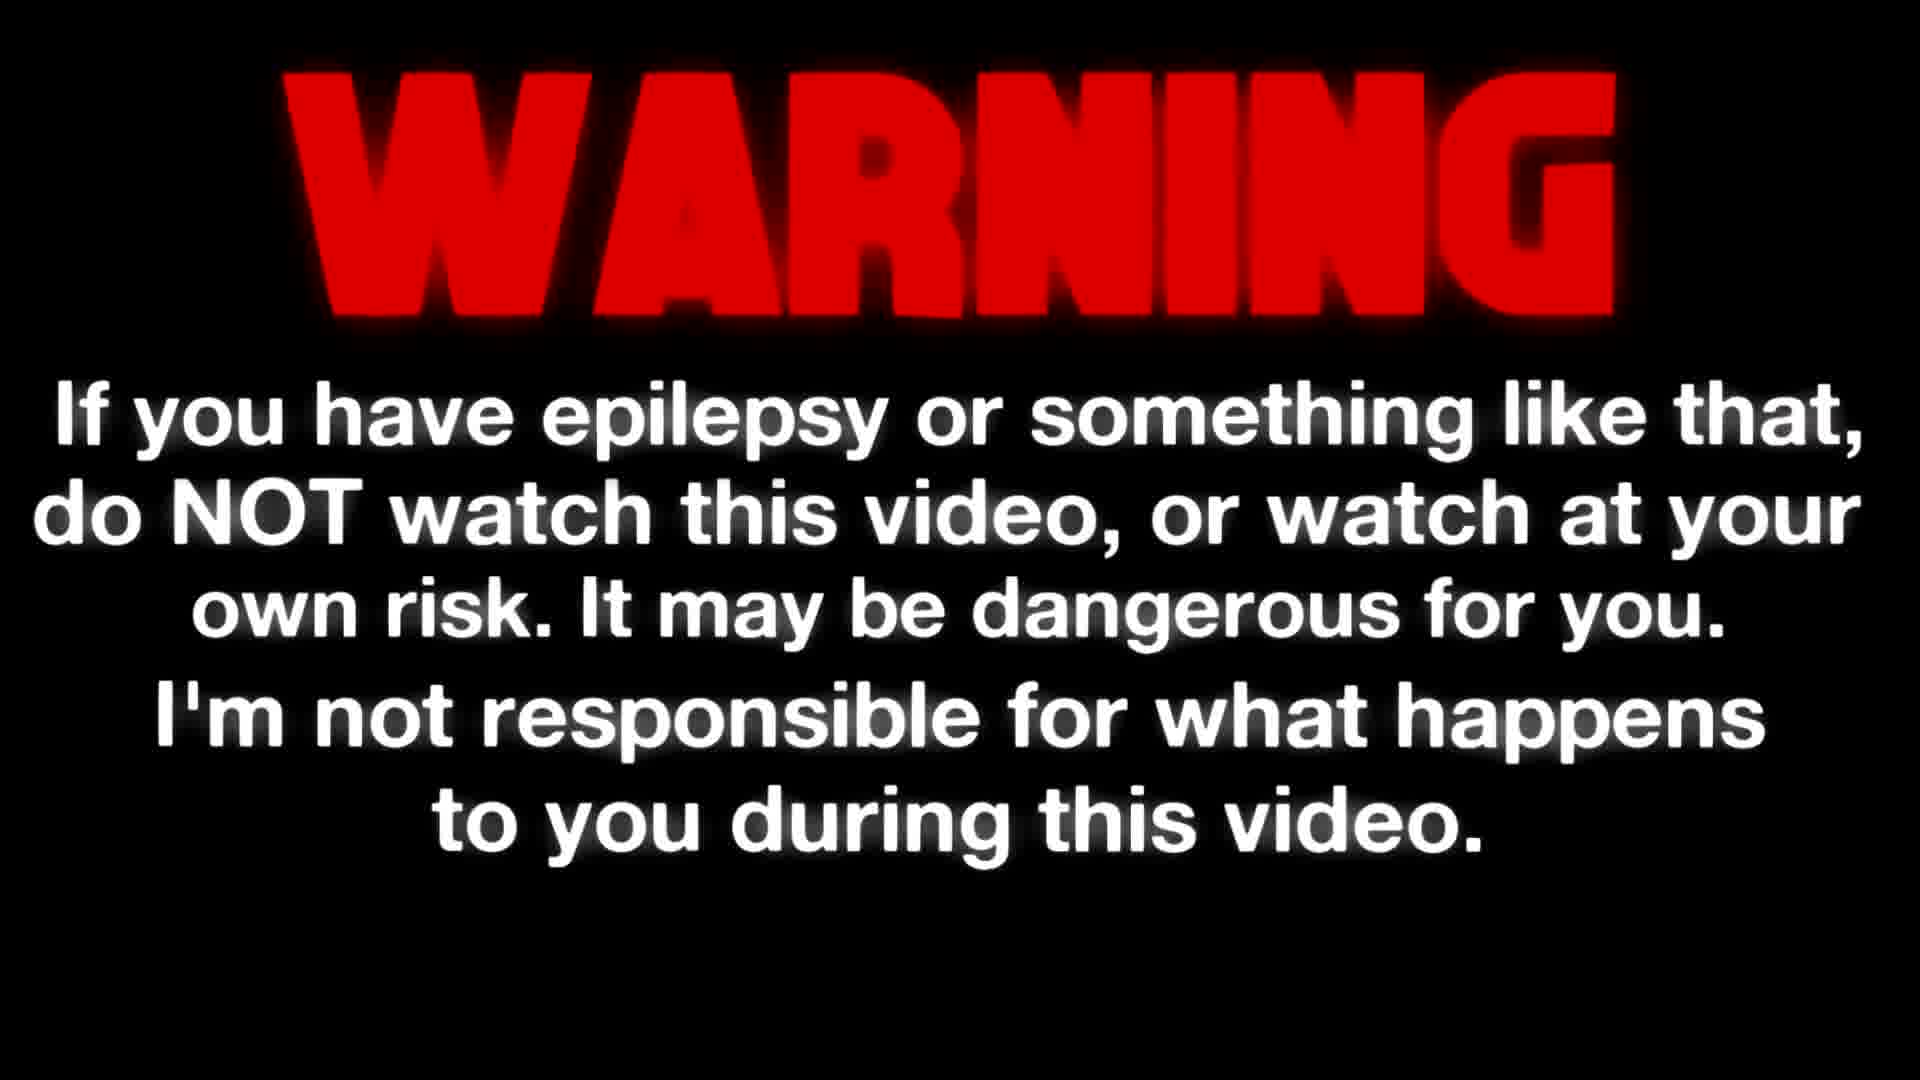 WARNING
If you have epilepsy or something like that,
do NOT watch this video, or watch at your
own risk. It may be dangerous for you.
I'm not responsible for what happens
to you during this video.